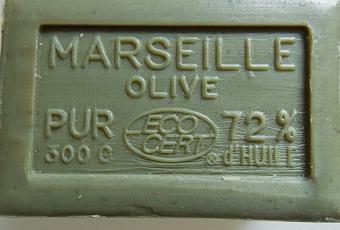 MARSEILLE
OLIVE
PUR ECO CERT 72%
300 G d'HUILE